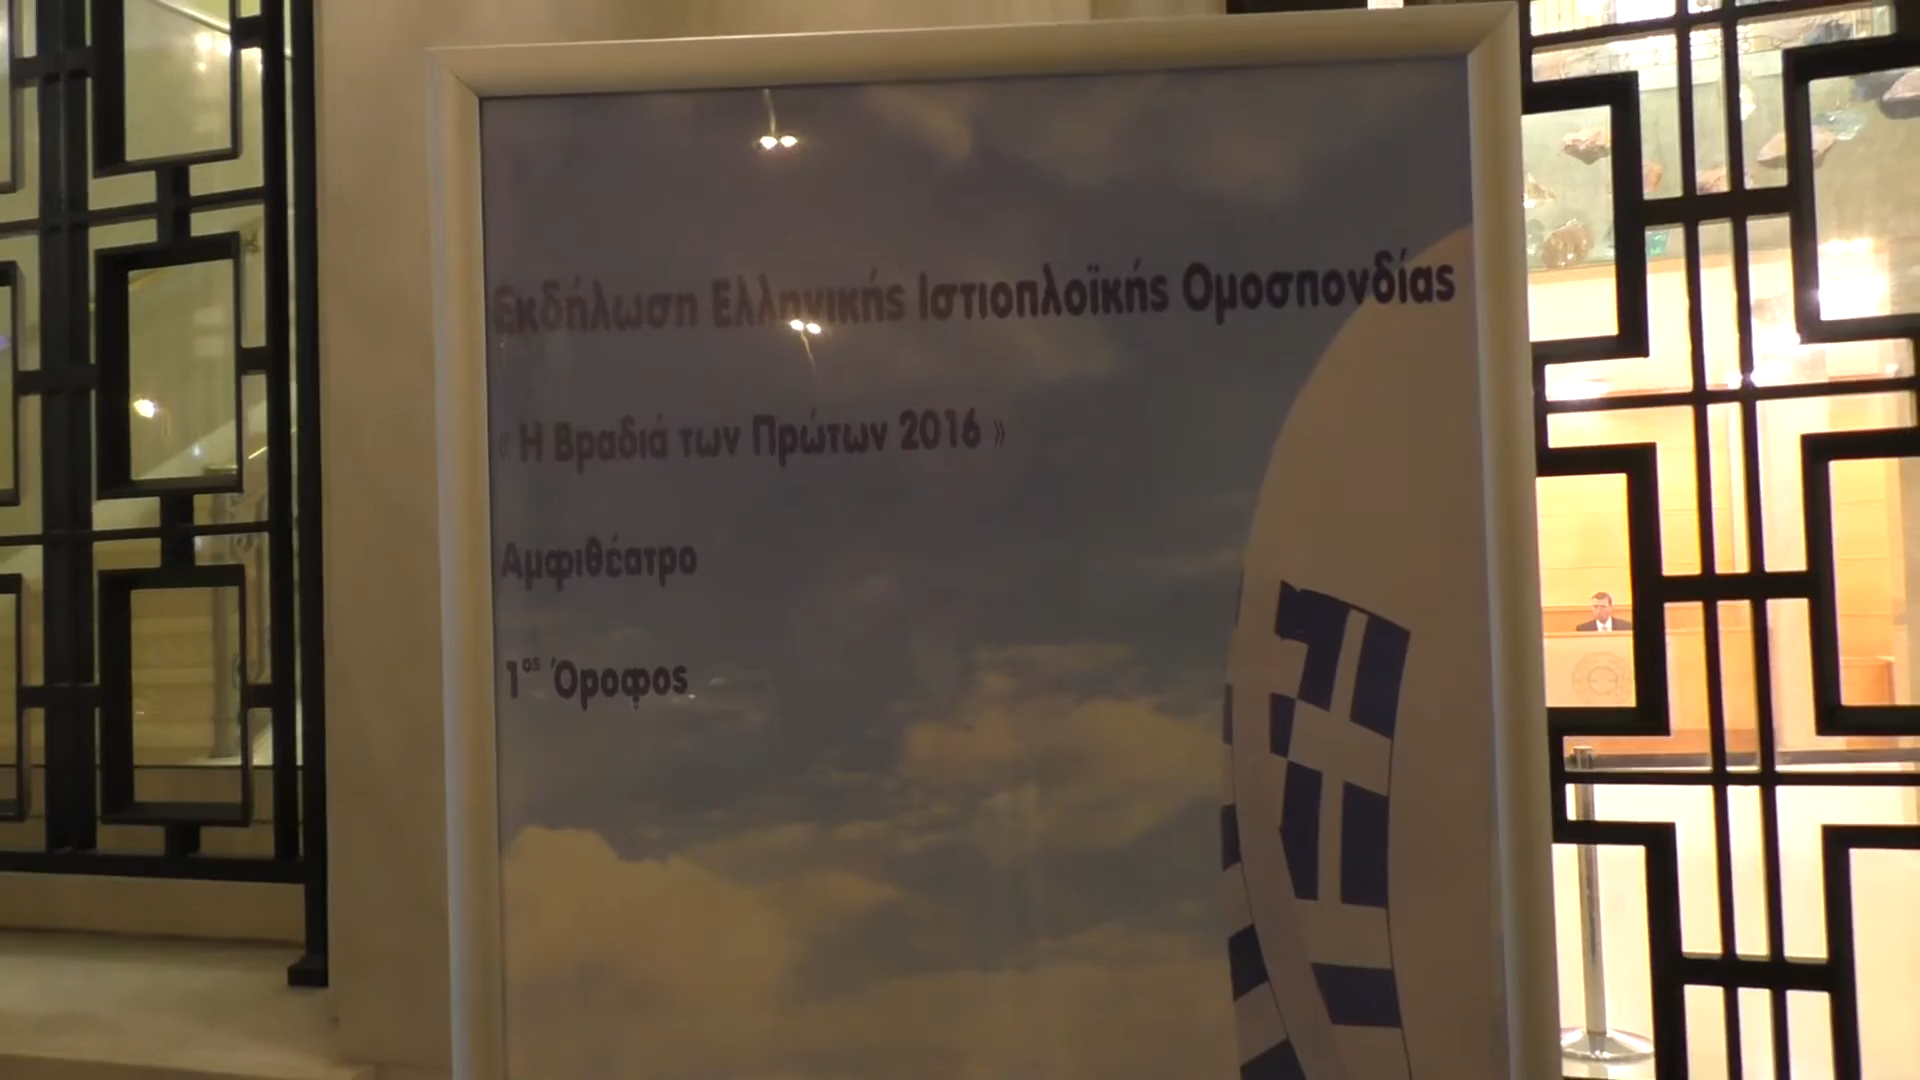 Εκδήλωση Ελληνικής Ιστιοπλοϊκής Ομοσπονδίας
« Η Βραδιά των Πρώτων 2016 »
Αμφιθέατρο
1ος Όροφος